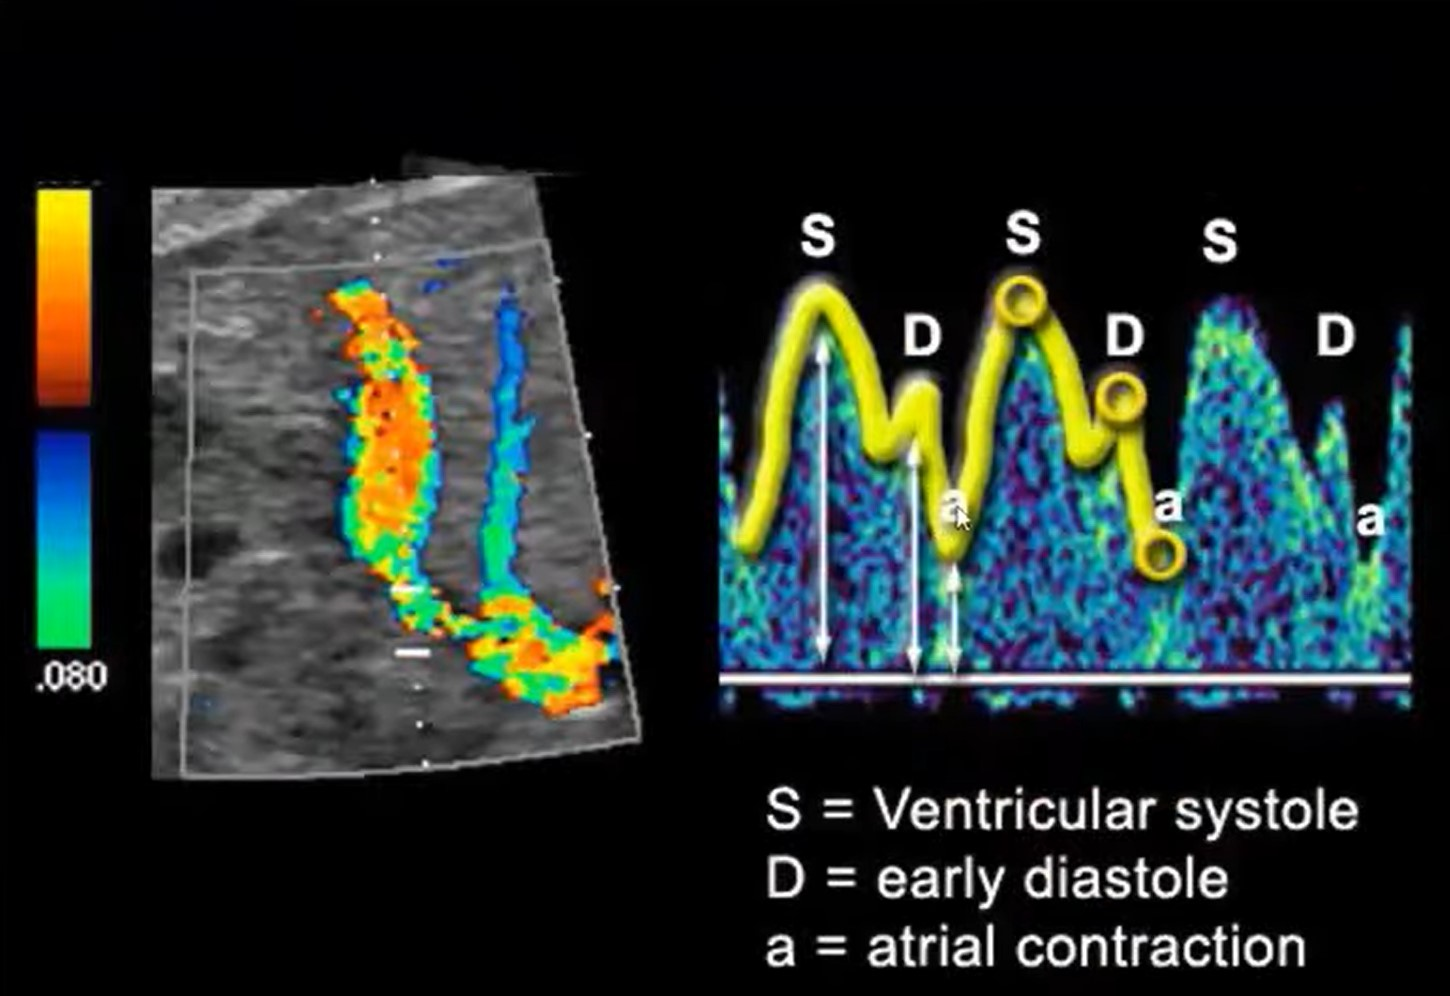 S S S
D D D
a a a
.080
S = Ventricular systole
D = early diastole
a = atrial contraction